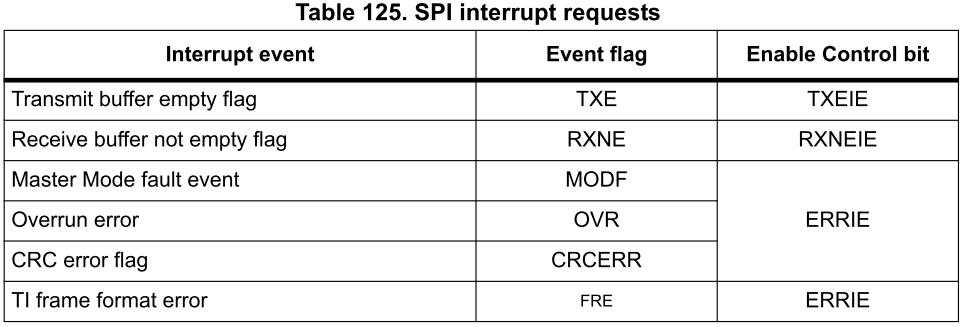 Table 125. SPI interrupt requests
Interrupt event Event flag Enable Control bit
Transmit buffer empty flag TXE TXEIE
Receive buffer not empty flag RXNE RXNEIE
Master Mode fault event MODF
Overrun error OVR ERRIE
CRC error flag CRCERR
TI frame format error FRE ERRIE